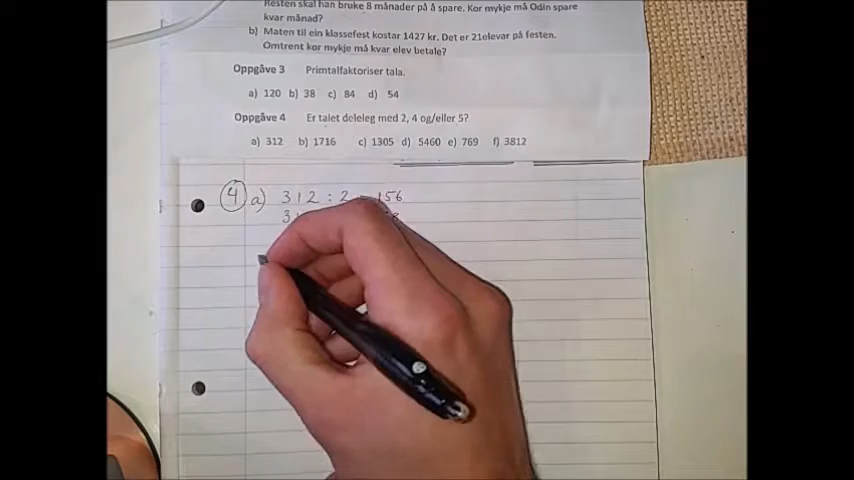 Resten skal han bruke 8 månader på å spare. Kor mykje må Odin spare
kvar månad?
b) Maten til ein klassefest kostar 1427 kr. Det er 21elevar på festen.
Omtrent kor mykje må kvar elev betale?
Oppgåve 3 Primtalfaktoriser tala.
a) 120 b) 38 c) 84 d) 54
Oppgåve 4 Er talet deleleg med 2, 4 og/eller 5?
a) 312 b) 1716 c) 1305 d) 5460 e) 769 f) 3812
4 a) 312 : 2 = 156